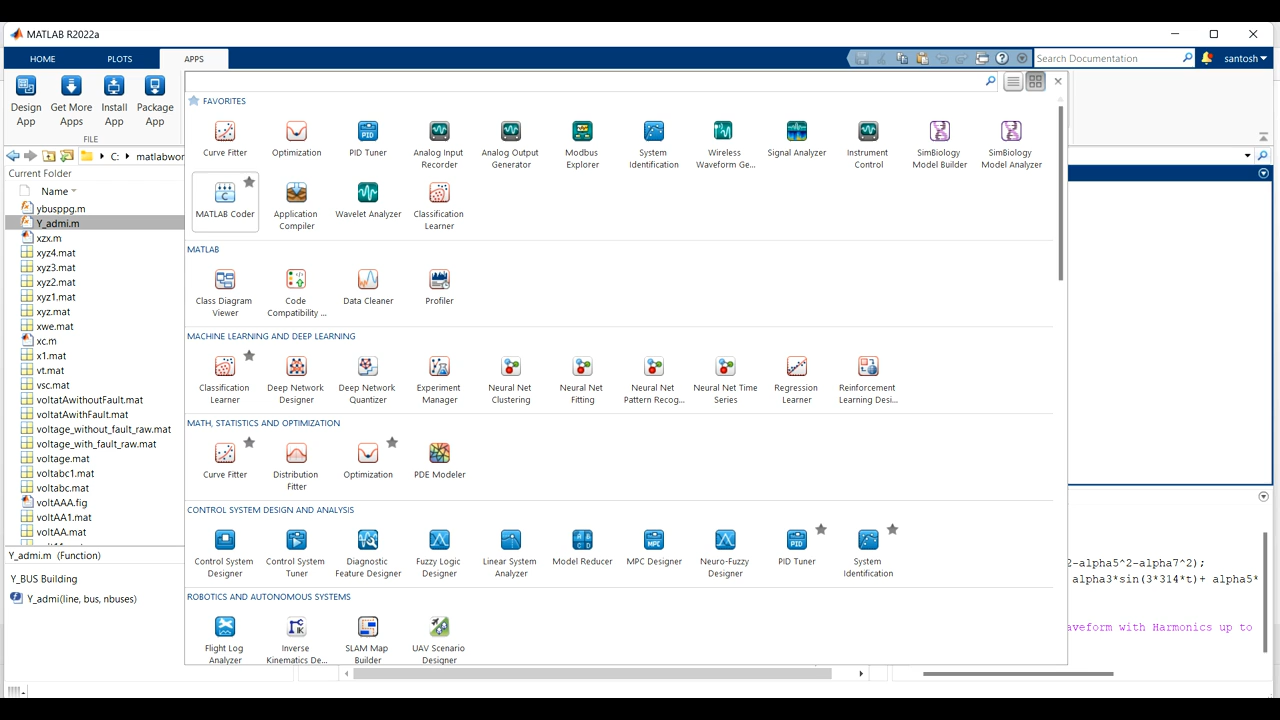 MATLAB R2022a
HOME
PLOTS
APPS
Search Documentation
santosh
Design App
Get More Apps
Install App
Package App
FILE
C:
matlabwor
Current Folder
Name
ybusppg.m
Y_admi.m
xzx.m
xyz4.mat
xyz3.mat
xyz2.mat
xyz1.mat
xyz.mat
xwe.mat
xc.m
x1.mat
vt.mat
vsc.mat
voltatAwithoutFault.mat
voltatAwithFault.mat
voltage_without_fault_raw.mat
voltage_with_fault_raw.mat
voltage.mat
voltabc1.mat
voltabc.mat
voltAAA.fig
voltAA1.mat
voltAA.mat
Y_admi.m (Function)
Y_BUS Building
Y_admi(line, bus, nbuses)
FAVORITES
Curve Fitter
Optimization
PID Tuner
Analog Input Recorder
Analog Output Generator
Modbus Explorer
System Identification
Wireless Waveform Ge...
Signal Analyzer
Instrument Control
SimBiology Model Builder
SimBiology Model Analyzer
MATLAB Coder
Application Compiler
Wavelet Analyzer
Classification Learner
MATLAB
Class Diagram Viewer
Code Compatibility ...
Data Cleaner
Profiler
MACHINE LEARNING AND DEEP LEARNING
Classification Learner
Deep Network Designer
Deep Network Quantizer
Experiment Manager
Neural Net Clustering
Neural Net Fitting
Neural Net Pattern Recog...
Neural Net Time Series
Regression Learner
Reinforcement Learning Desi...
MATH, STATISTICS AND OPTIMIZATION
Curve Fitter
Distribution Fitter
Optimization
PDE Modeler
CONTROL SYSTEM DESIGN AND ANALYSIS
Control System Designer
Control System Tuner
Diagnostic Feature Designer
Fuzzy Logic Designer
Linear System Analyzer
Model Reducer
MPC Designer
Neuro-Fuzzy Designer
PID Tuner
System Identification
ROBOTICS AND AUTONOMOUS SYSTEMS
Flight Log Analyzer
Inverse Kinematics De...
SLAM Map Builder
UAV Scenario Designer
2-alpha5^2-alpha7^2);
alpha3*sin(3*314*t)+ alpha5*
aveform with Harmonics up to